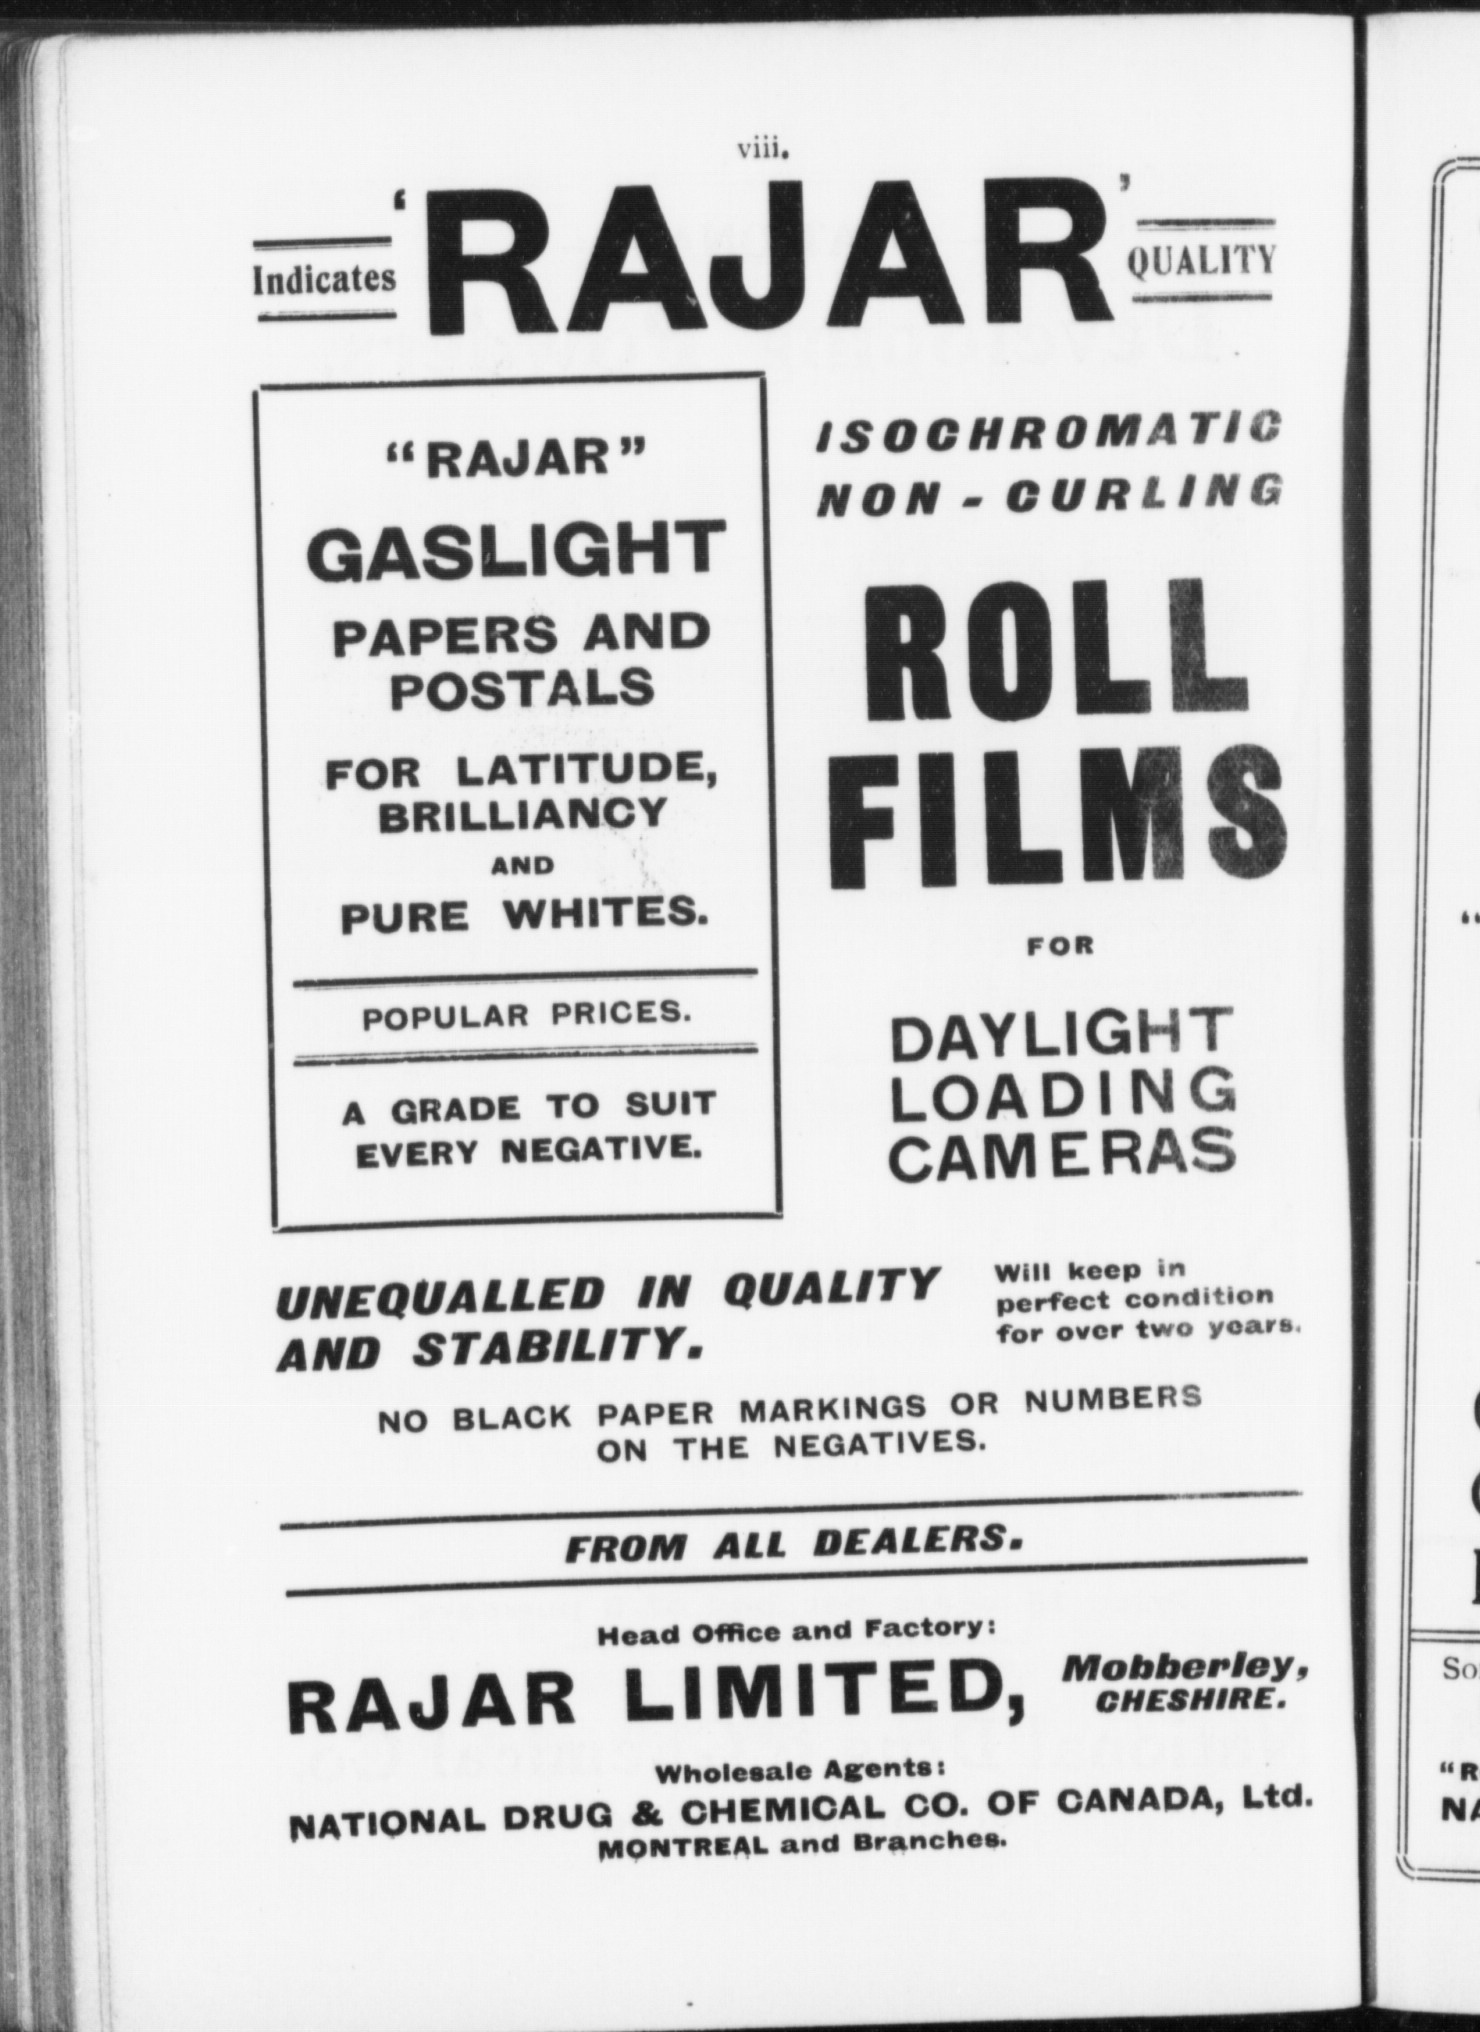 viii.
Indicates 'RAJAR' QUALITY
"RAJAR"
GASLIGHT
PAPERS AND
POSTALS
FOR LATITUDE,
BRILLIANCY
AND
PURE WHITES.
POPULAR PRICES.
A GRADE TO SUIT
EVERY NEGATIVE.
ISOCHROMATIC
NON-CURLING
ROLL
FILMS
FOR
DAYLIGHT
LOADING
CAMERAS
UNEQUALLED IN QUALITY
AND STABILITY.
Will keep in
perfect condition
for over two years.
NO BLACK PAPER MARKINGS OR NUMBERS
ON THE NEGATIVES.
FROM ALL DEALERS.
Head Office and Factory:
RAJAR LIMITED, Mobberley,
CHESHIRE.
Wholesale Agents:
NATIONAL DRUG & CHEMICAL CO. OF CANADA, Ltd.
MONTREAL and Branches.